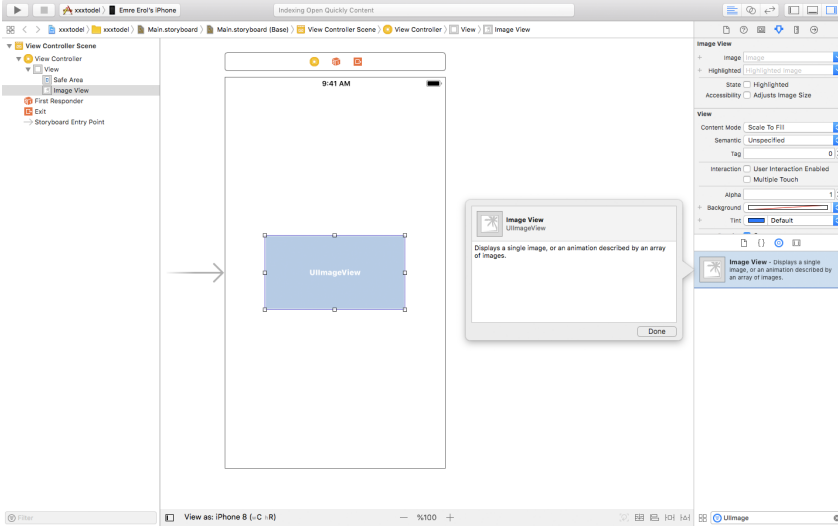 xxxtodel ⟩ Emre Erol's iPhone
Indexing Open Quickly Content
xxxtodel ⟩ xxxtodel ⟩ Main.storyboard ⟩ Main.storyboard (Base) ⟩ View Controller Scene ⟩ View Controller ⟩ View ⟩ Image View
View Controller Scene
View Controller
View
Safe Area
Image View
First Responder
Exit
Storyboard Entry Point
Filter
9:41 AM
UIImageView
View as: iPhone 8 (wC hR)
— %100 +
Image View
UIImageView
Displays a single image, or an animation described by an array
of images.
Done
Image View
Image Image
Highlighted Highlighted Image
State Highlighted
Accessibility Adjusts Image Size
View
Content Mode Scale To Fill
Semantic Unspecified
Tag 0
Interaction User Interaction Enabled
Multiple Touch
Alpha 1
Background
Tint Default
Image View - Displays a single
image, or an animation described by
an array of images.
UIImage